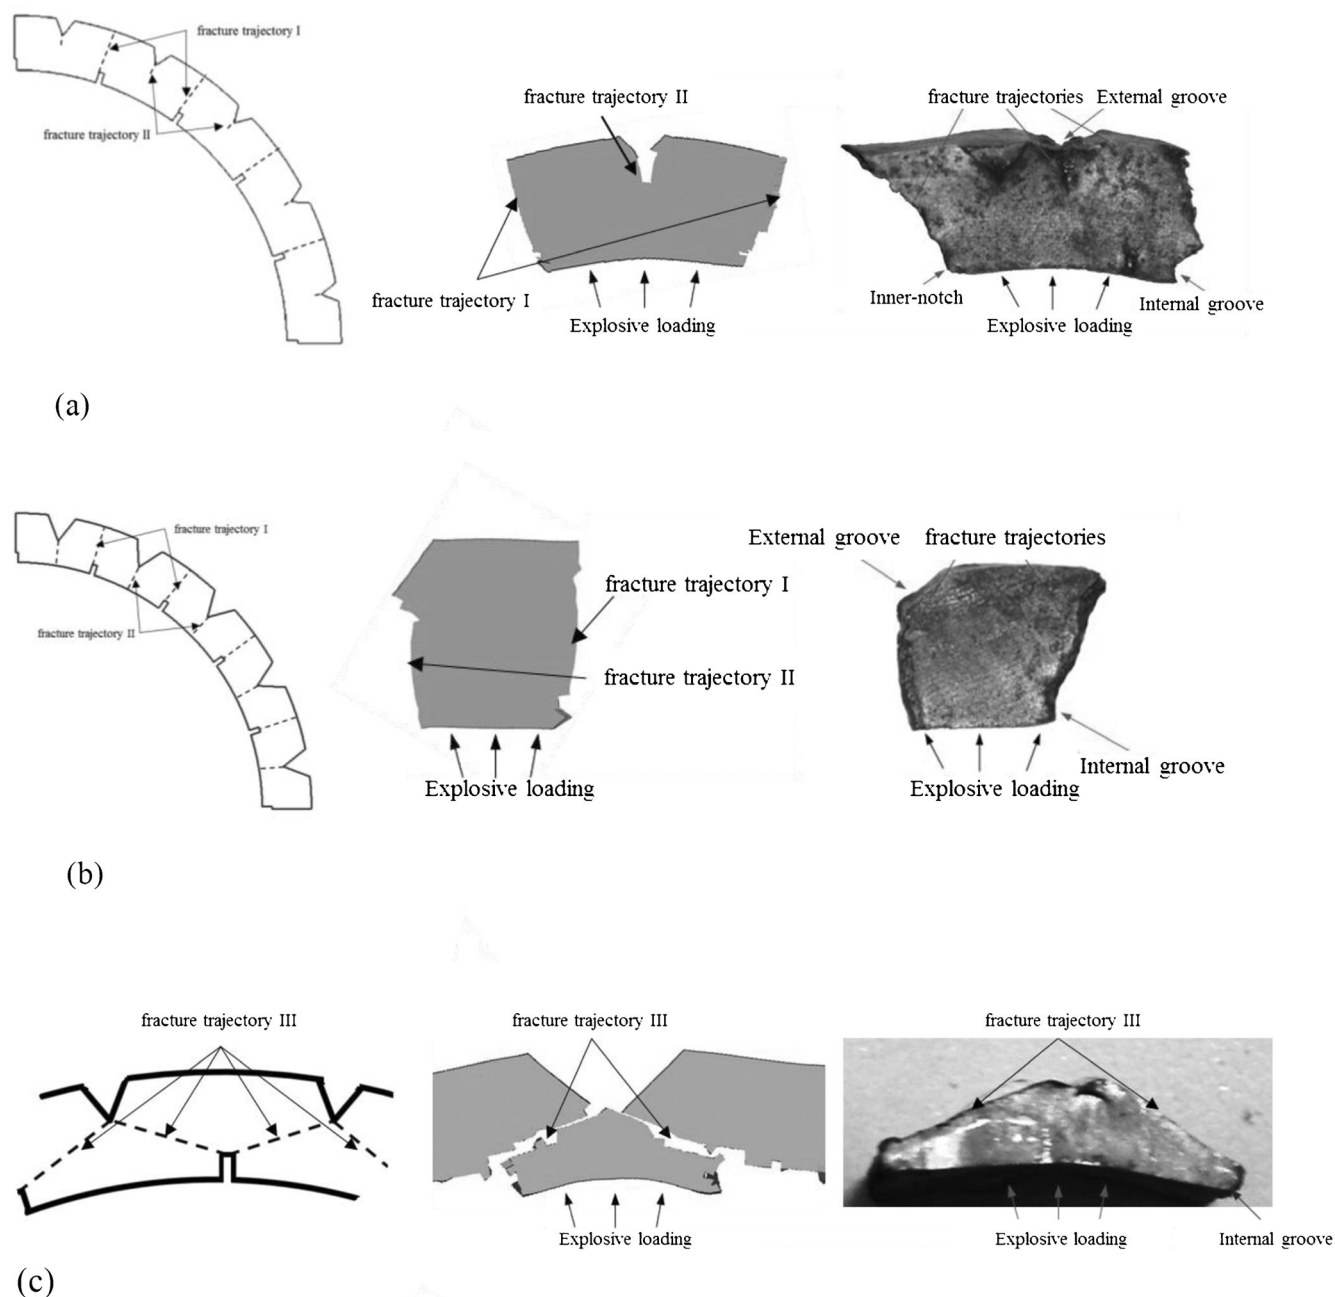 fracture trajectory I
fracture trajectory II
fracture trajectory II
fracture trajectory I
Explosive loading
fracture trajectories
External groove
Inner-notch
Internal groove
Explosive loading
(a)
fracture trajectory I
fracture trajectory II
fracture trajectory I
fracture trajectory II
Explosive loading
External groove
fracture trajectories
Internal groove
Explosive loading
(b)
fracture trajectory III
fracture trajectory III
Explosive loading
fracture trajectory III
Explosive loading
Internal groove
(c)